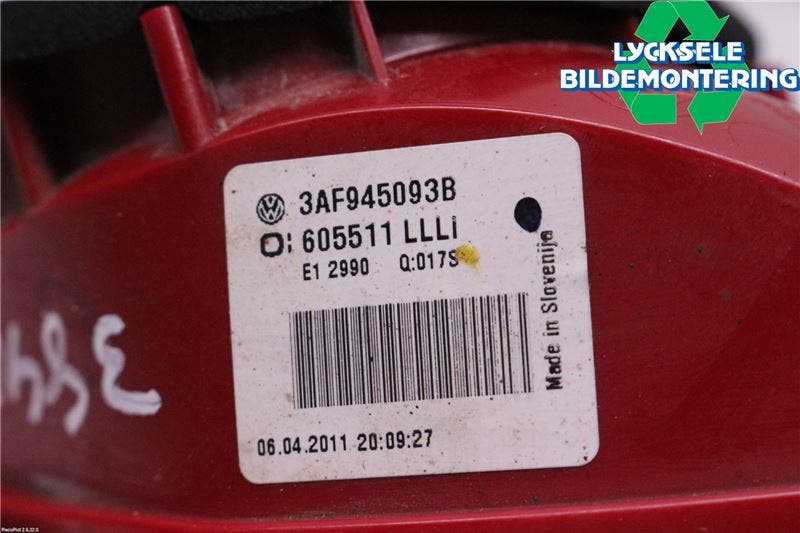 LYCKSELE
BILDEMONTERING
3AF945093B
605511 LLLi
E1 2990 Q:017S
Made in Slovenija
06.04.2011 20:09:27